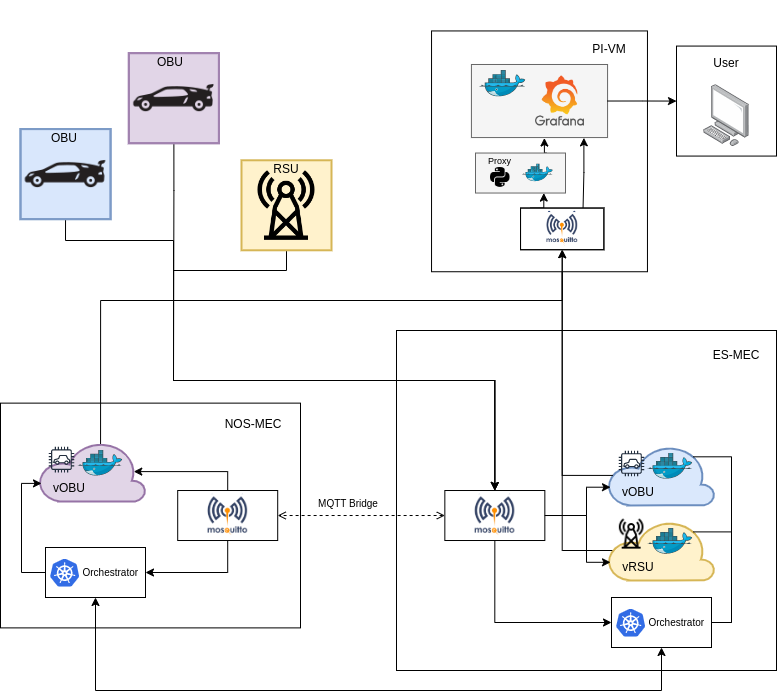 OBU
OBU
RSU
PI-VM
Grafana
User
Proxy
mosquitto
ES-MEC
NOS-MEC
vOBU
mosquitto
MQTT Bridge
mosquitto
vOBU
vRSU
Orchestrator
Orchestrator